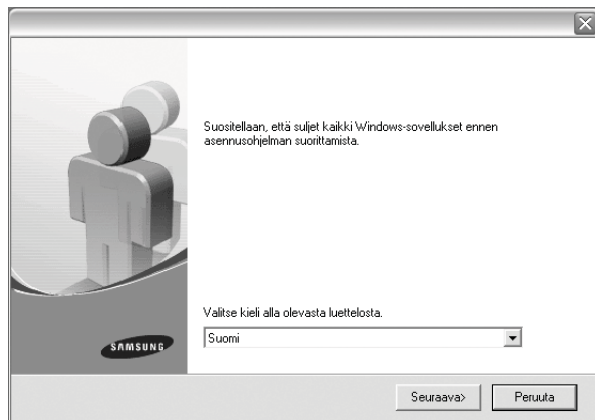 Suositellaan, että suljet kaikki Windows-sovellukset ennen
asennusohjelman suorittamista.
Valitse kieli alla olevasta luettelosta.
Suomi
SAMSUNG
Seuraava>
Peruuta